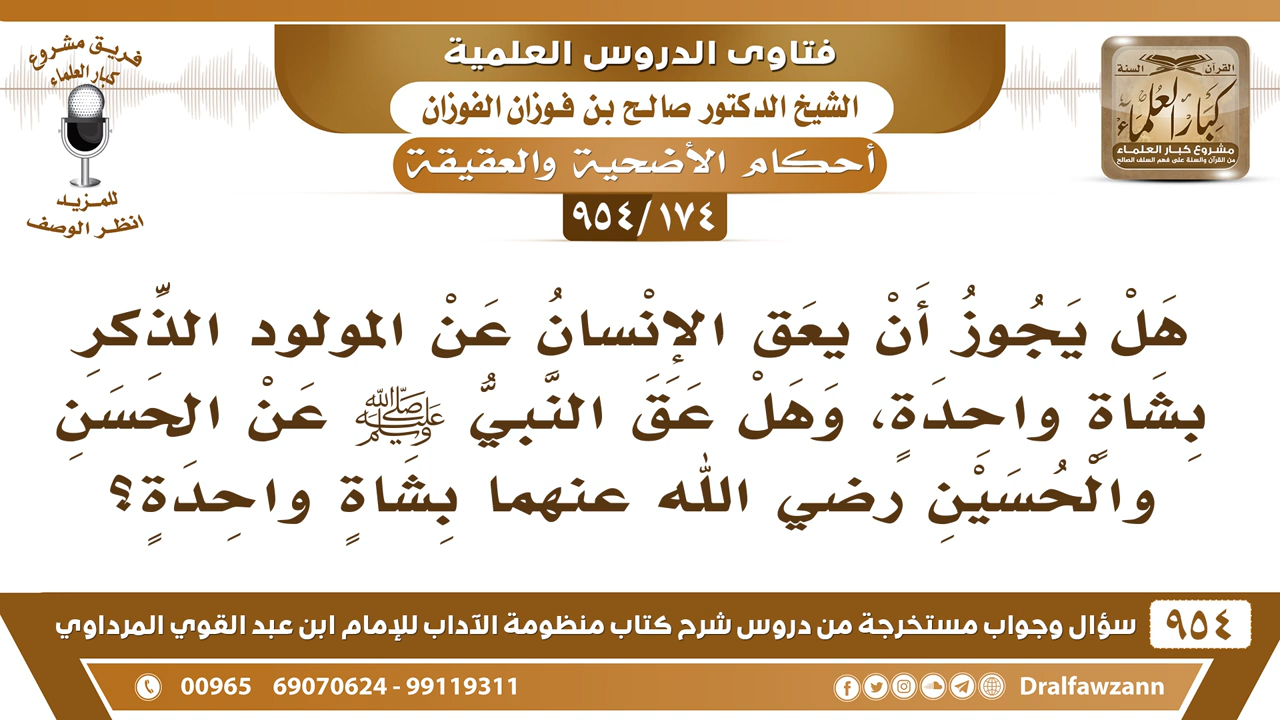 فتاوى الدروس العلمية
الشيخ الدكتور صالح بن فوزان الفوزان
أحكام الأضحية والعقيقة
١٧٤/٩٥٤
فريق مشروع
كبار العلماء
للمزيد
انظر الوصف
القرآن السنة
كبار العلماء
مشروع كبار العلماء
من القرآن والسنة على فهم السلف الصالح
هَلْ يَجُوزُ أَنْ يعَق الإِنْسانُ عَنْ المولود الذِّكرِ
بِشَاةٍ واحدَةٍ، وَهَلْ عَقَ النَّبيُّ ﷺ عَنْ الحَسَنِ
والْحُسَيْنِ رضي الله عنهما بِشَاةٍ واحِدَةٍ؟
٩٥٤ سؤال وجواب مستخرجة من دروس شرح كتاب منظومة الآداب للإمام ابن عبد القوي المرداوي
00965 69070624 - 99119311
Dralfawzann